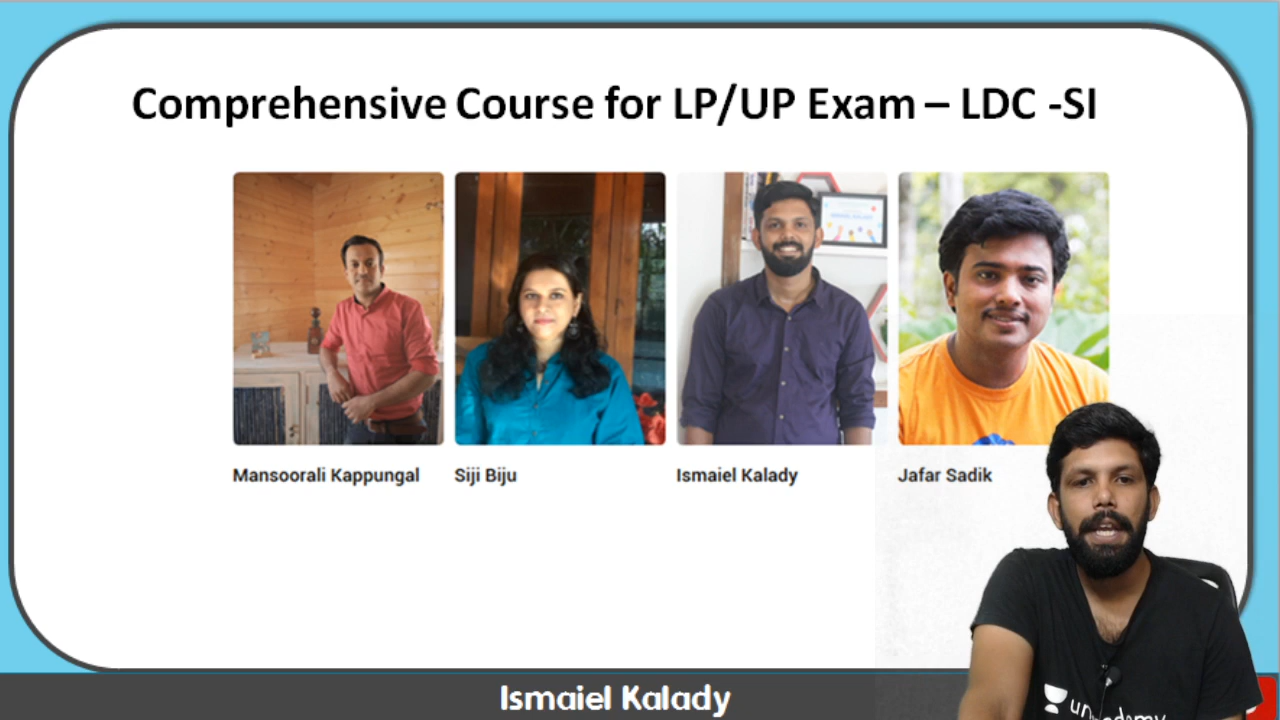 Comprehensive Course for LP/UP Exam – LDC -SI
Mansoorali Kappungal
Siji Biju
Ismaiel Kalady
Jafar Sadik
Ismaiel Kalady